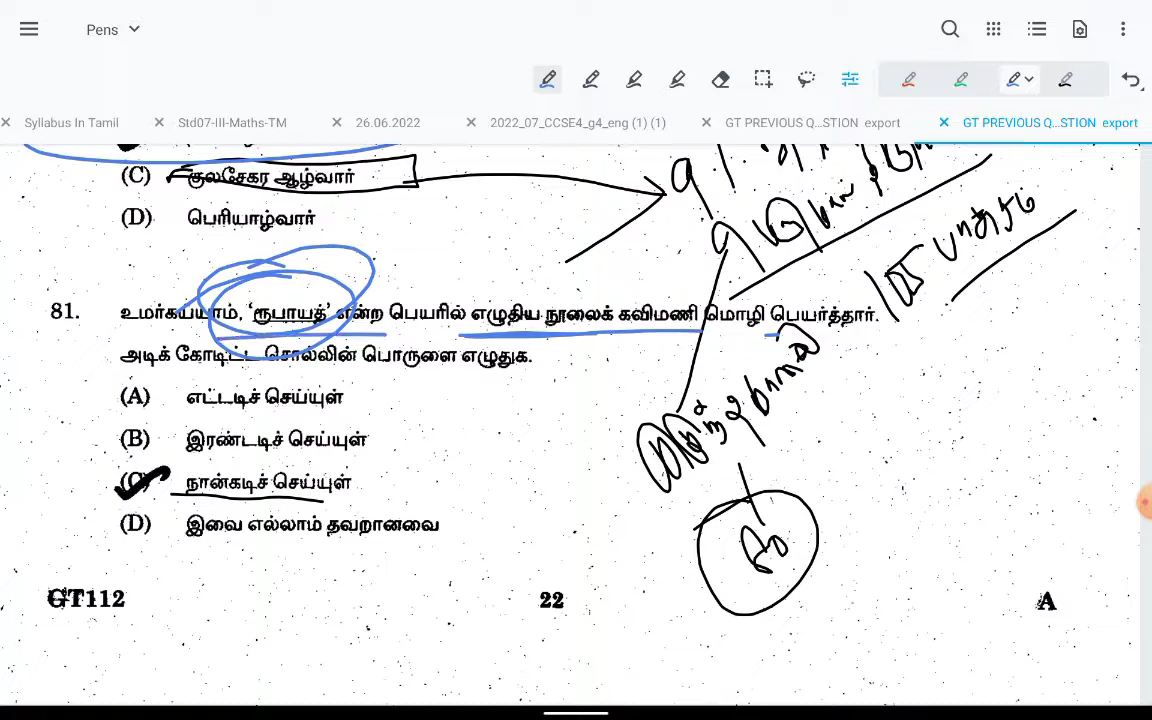 Pens
Syllabus In Tamil
Std07-III-Maths-TM
26.06.2022
2022_07_CCSE4_g4_eng (1) (1)
GT PREVIOUS Q...STION export
GT PREVIOUS Q...STION export
(C) குலசேகர ஆழ்வார்
(D) பெரியாழ்வார்
81. உமர்கய்யாம், 'ரூபாயத்' என்ற பெயரில் எழுதிய நூலைக் கவிமணி மொழி பெயர்த்தார்.
அடிக் கோடிட்ட சொல்லின் பொருளை எழுதுக.
(A) எட்டடிச் செய்யுள்
(B) இரண்டடிச் செய்யுள்
(C) நான்கடிச் செய்யுள்
(D) இவை எல்லாம் தவறானவை
GT112
22
A